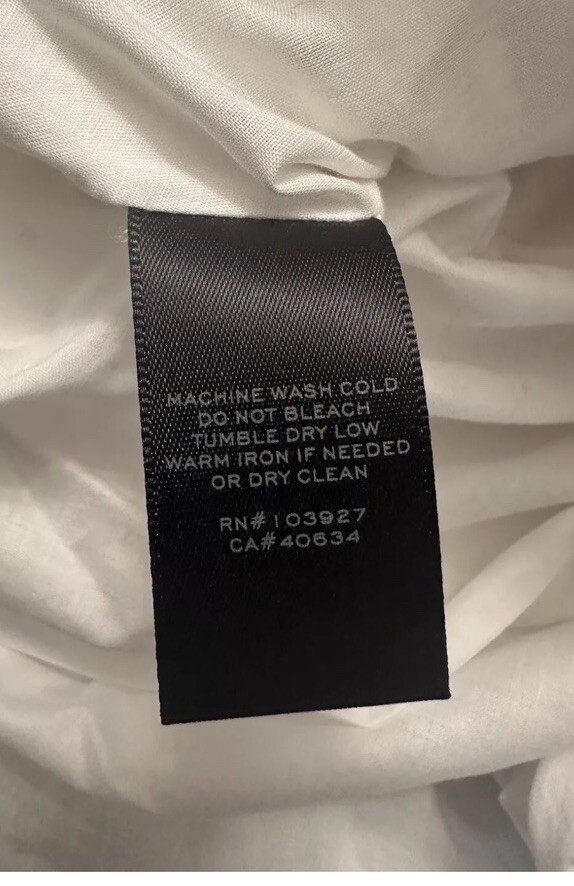 MACHINE WASH COLD
DO NOT BLEACH
TUMBLE DRY LOW
WARM IRON IF NEEDED
OR DRY CLEAN
RN#103927
CA#40634